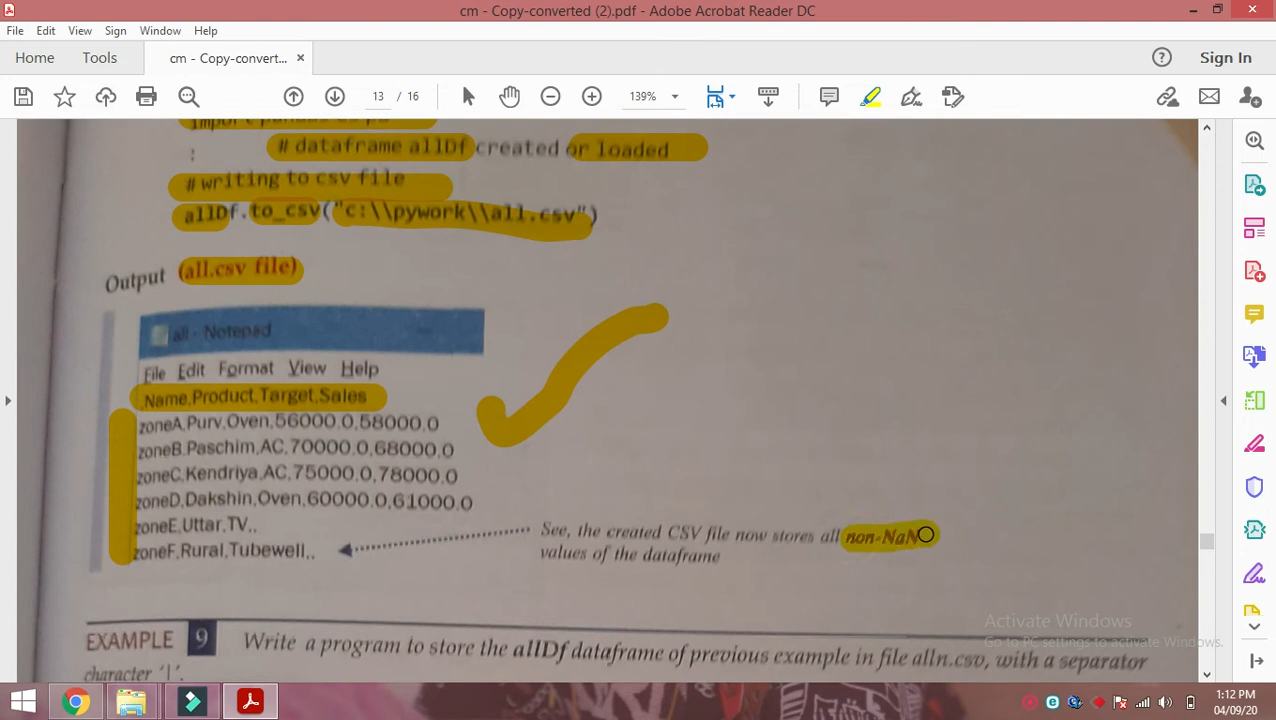 cm - Copy-converted (2).pdf - Adobe Acrobat Reader DC
File Edit View Sign Window Help
Home Tools cm - Copy-convert... Sign In
13 / 16 139%
import pandas as pd
: # dataframe allDf created or loaded
# writing to csv file
allDf.to_csv("c:\\pywork\\all.csv")
Output (all.csv file)
all - Notepad
File Edit Format View Help
,Name,Product,Target,Sales
zoneA,Purv,Oven,56000.0,58000.0
zoneB,Paschim,AC,70000.0,68000.0
zoneC,Kendriya,AC,75000.0,78000.0
zoneD,Dakshin,Oven,60000.0,61000.0
zoneE,Uttar,TV,,
zoneF,Rural,Tubewell,,
See, the created CSV file now stores all non-NaN
values of the dataframe
Activate Windows
Go to PC settings to activate Windows.
EXAMPLE 9 Write a program to store the allDf dataframe of previous example in file alln.csv, with a separator
character '|'.
1:12 PM
04/09/20